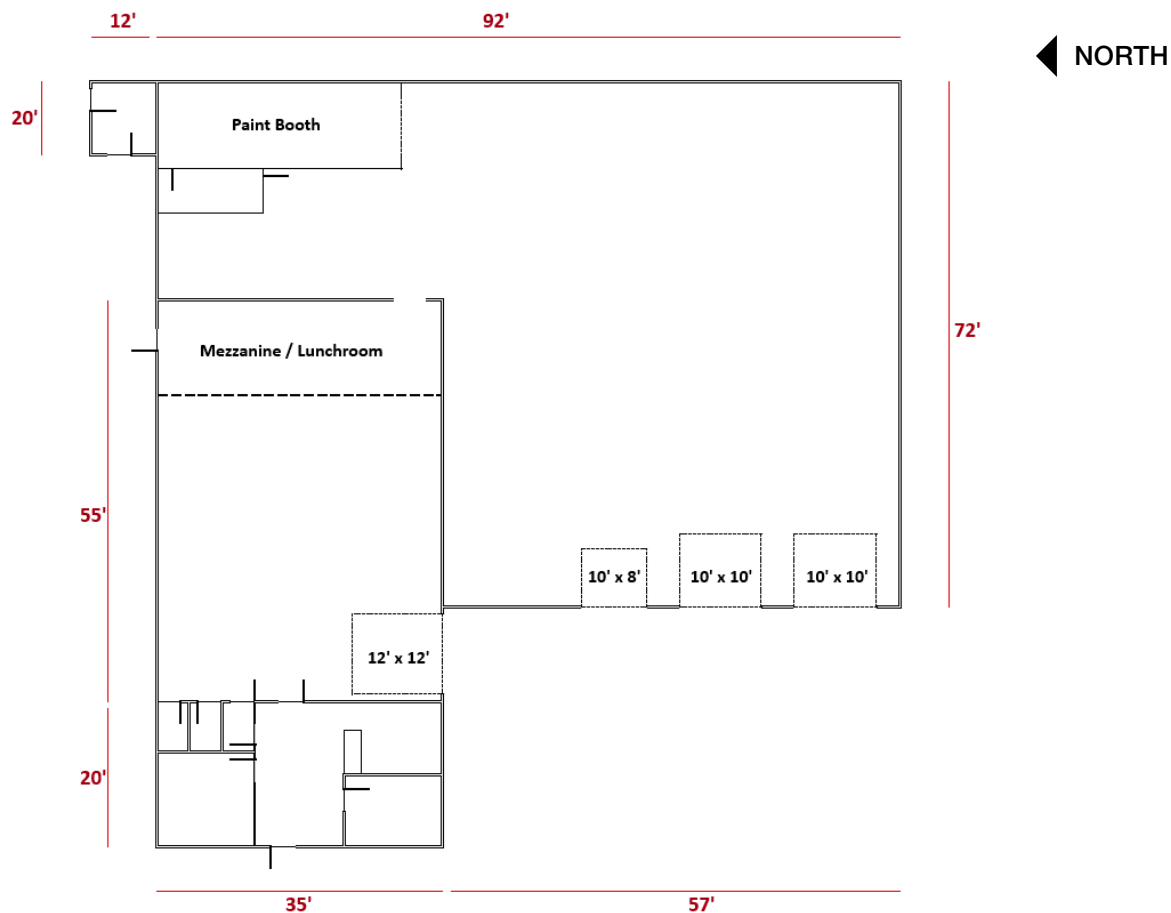 12'
92'
NORTH
20'
Paint Booth
72'
Mezzanine / Lunchroom
55'
10' x 8'
10' x 10'
10' x 10'
12' x 12'
20'
35'
57'